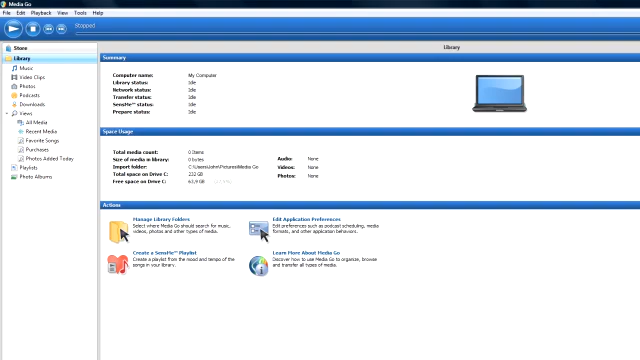 Media Go
File Edit Playback View Tools Help
Stopped
Store
Library
Music
Video Clips
Photos
Podcasts
Downloads
Views
All Media
Recent Media
Favorite Songs
Purchases
Photos Added Today
Playlists
Photo Albums
Library
Summary
Computer name: My Computer
Library status: Idle
Network status: Idle
Transfer status: Idle
SensMe™ status: Idle
Prepare status: Idle
Space Usage
Total media count: 0 Items
Size of media in library: 0 bytes
Import folder: C:\Users\John\Pictures\Media Go
Total space on Drive C: 232 GB
Free space on Drive C: 63,9 GB
Audio: None
Videos: None
Photos: None
Actions
Manage Library Folders
Select where Media Go should search for music,
videos, photos and other types of media.
Edit Application Preferences
Edit preferences such as podcast scheduling, media
formats, and other application behaviors.
Create a SensMe™ Playlist
Create a playlist from the mood and tempo of the
songs in your library.
Learn More About Media Go
Discover how to use Media Go to organize, browse
and transfer all types of media.